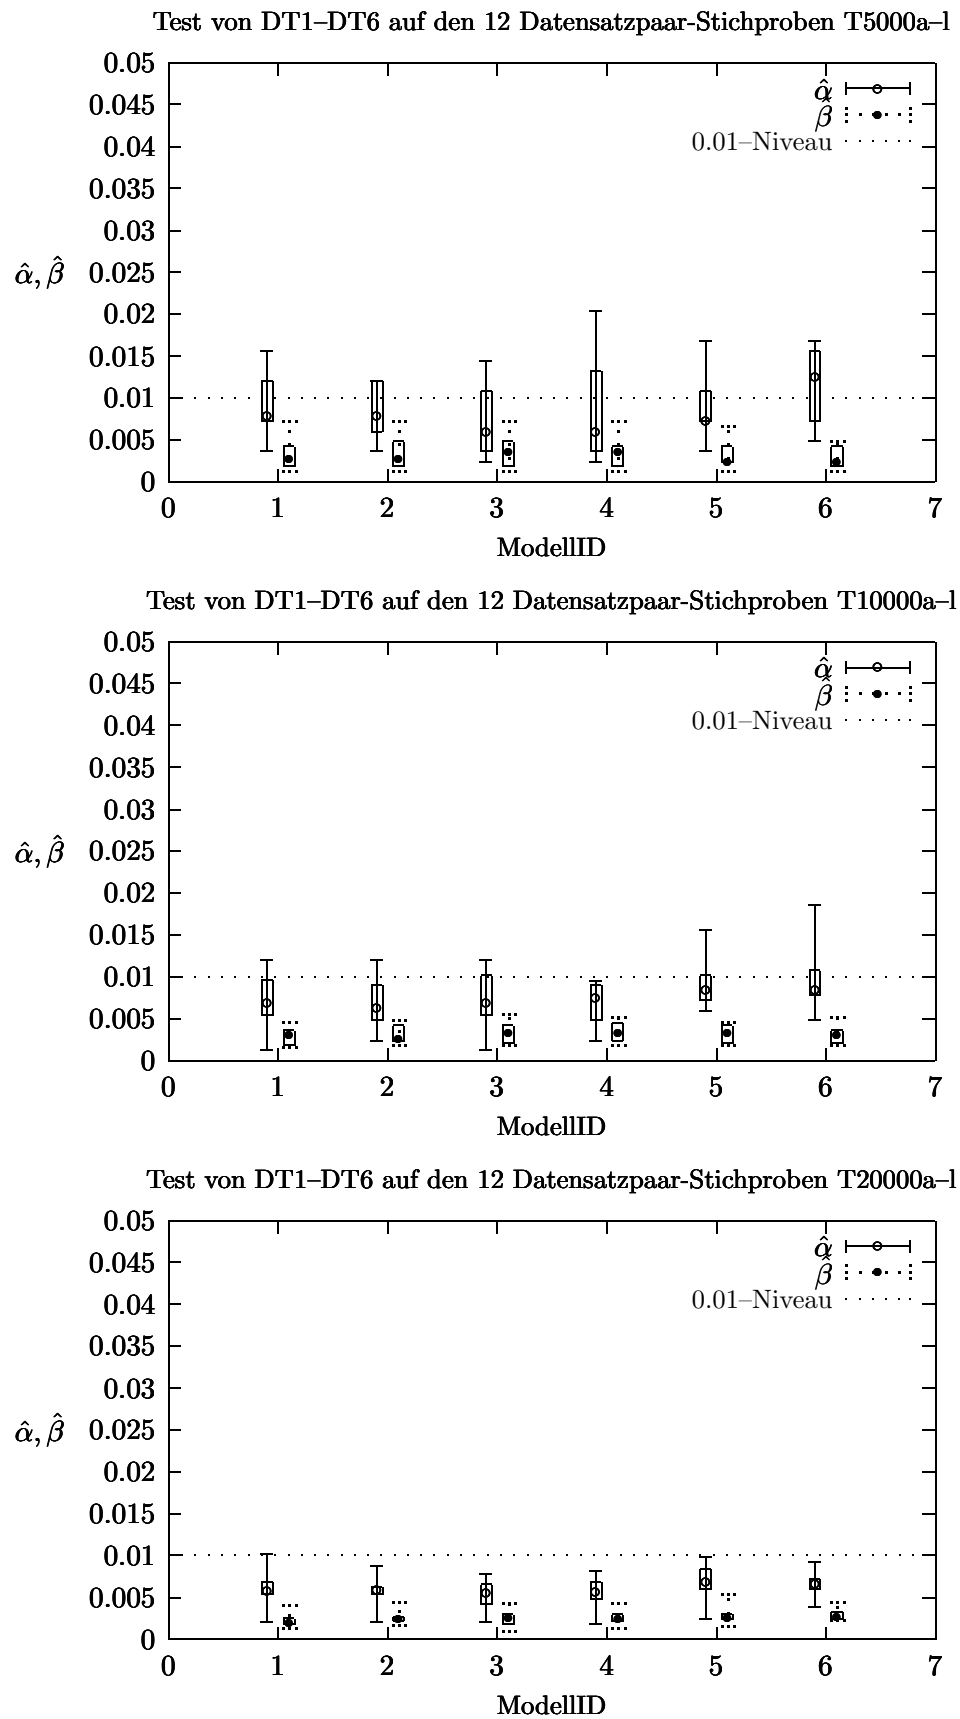 Test von DT1–DT6 auf den 12 Datensatzpaar-Stichproben T5000a–l
0.05
0.045
0.04
0.035
0.03
0.025
0.02
0.015
0.01
0.005
0
α̂, β̂
α̂
β̂
0.01–Niveau
0 1 2 3 4 5 6 7
ModellID
Test von DT1–DT6 auf den 12 Datensatzpaar-Stichproben T10000a–l
0.05
0.045
0.04
0.035
0.03
0.025
0.02
0.015
0.01
0.005
0
α̂, β̂
α̂
β̂
0.01–Niveau
0 1 2 3 4 5 6 7
ModellID
Test von DT1–DT6 auf den 12 Datensatzpaar-Stichproben T20000a–l
0.05
0.045
0.04
0.035
0.03
0.025
0.02
0.015
0.01
0.005
0
α̂, β̂
α̂
β̂
0.01–Niveau
0 1 2 3 4 5 6 7
ModellID